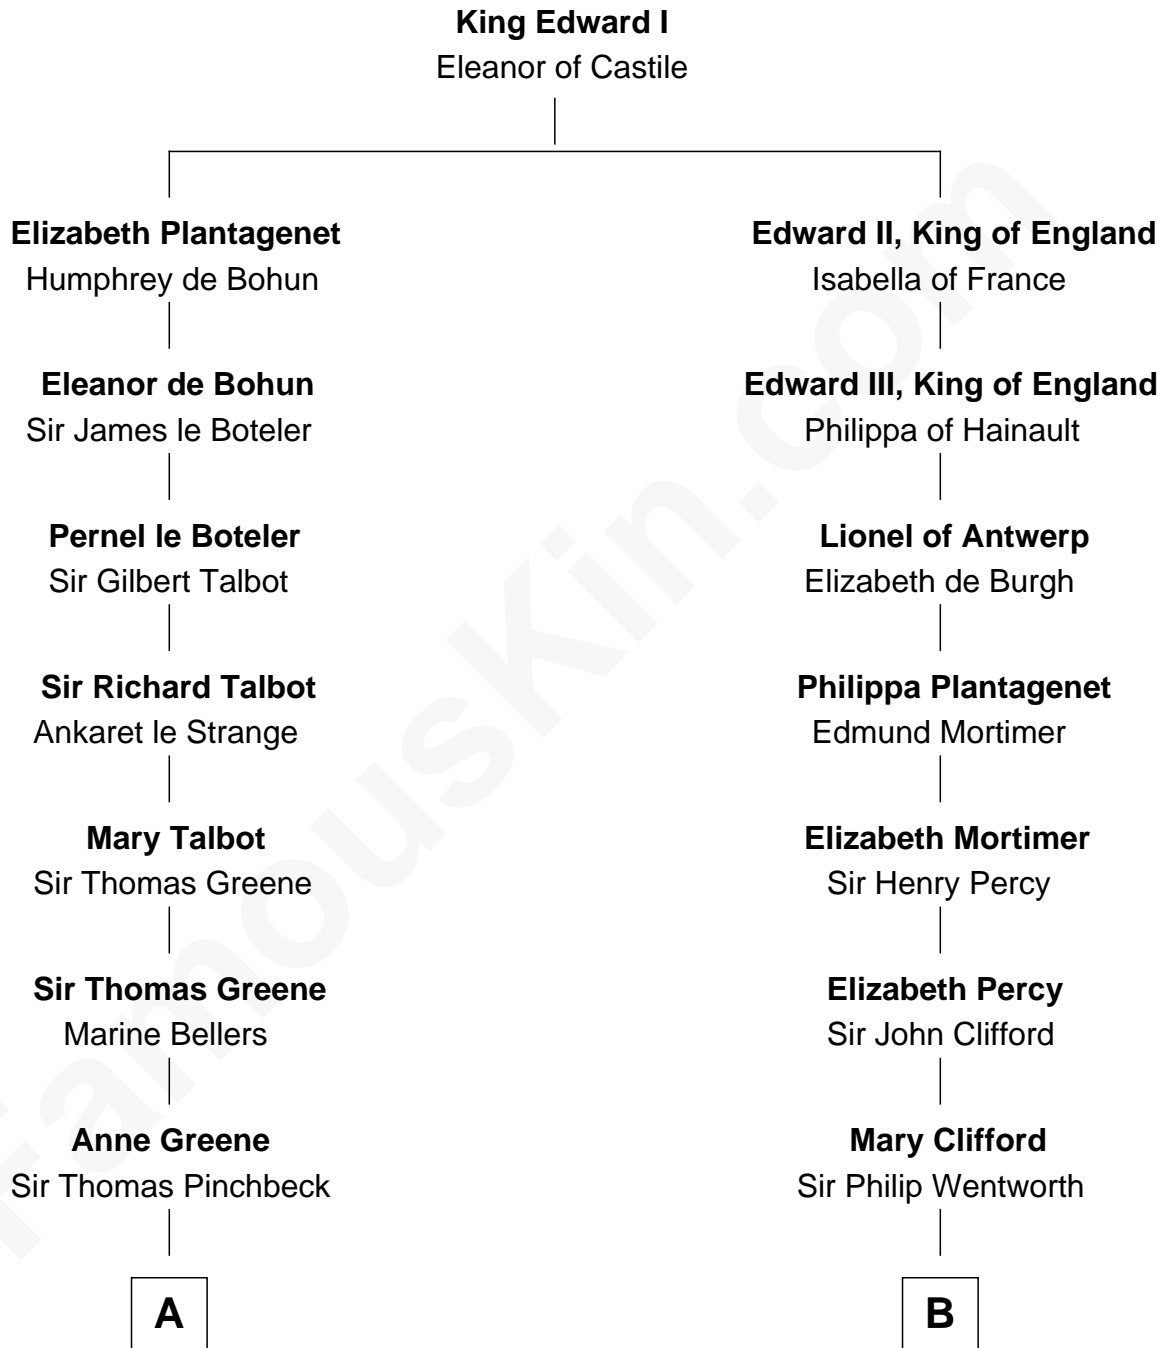 King Edward I
Eleanor of Castile
Elizabeth Plantagenet
Humphrey de Bohun
Edward II, King of England
Isabella of France
Eleanor de Bohun
Sir James le Boteler
Edward III, King of England
Philippa of Hainault
Pernel le Boteler
Sir Gilbert Talbot
Lionel of Antwerp
Elizabeth de Burgh
Sir Richard Talbot
Ankaret le Strange
Philippa Plantagenet
Edmund Mortimer
Mary Talbot
Sir Thomas Greene
Elizabeth Mortimer
Sir Henry Percy
Sir Thomas Greene
Marine Bellers
Elizabeth Percy
Sir John Clifford
Anne Greene
Sir Thomas Pinchbeck
Mary Clifford
Sir Philip Wentworth
A
B
FamousKin.com